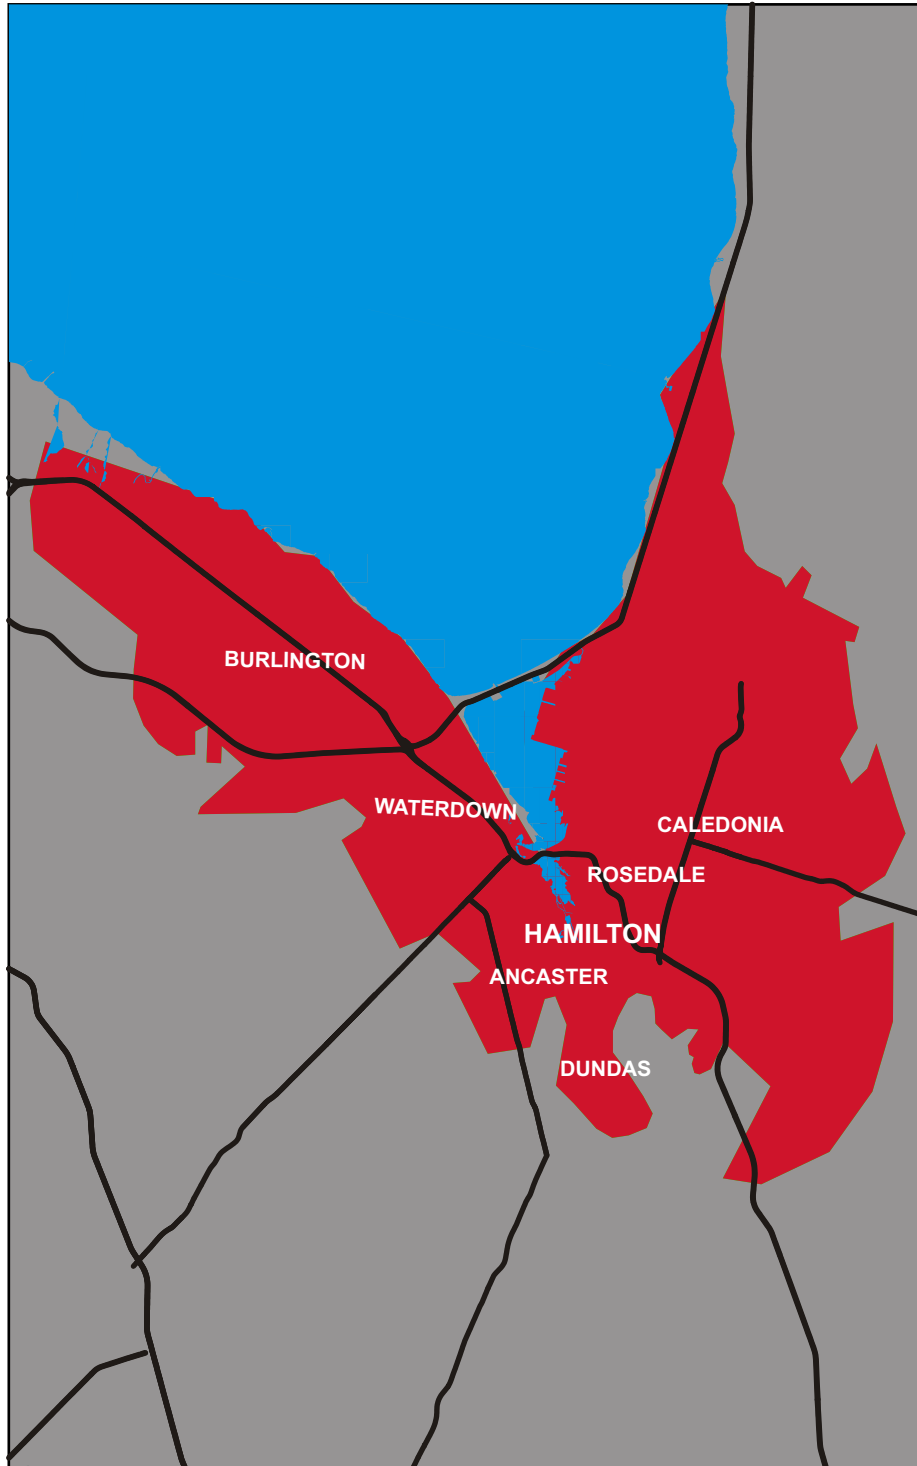 BURLINGTON
WATERDOWN
CALEDONIA
ROSEDALE
HAMILTON
ANCASTER
DUNDAS